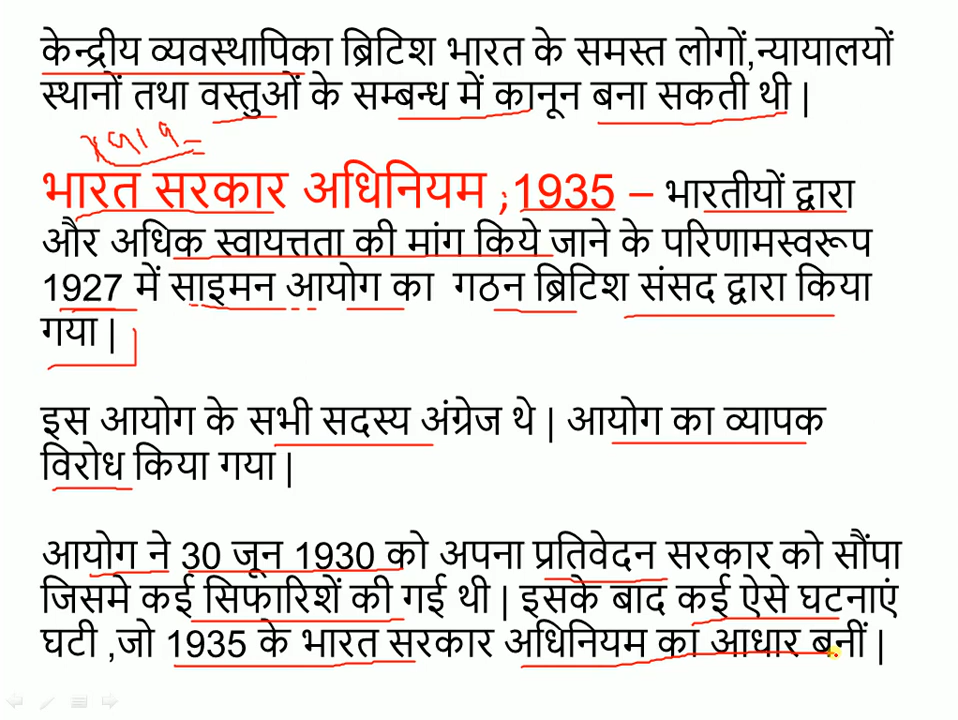 केन्द्रीय व्यवस्थापिका ब्रिटिश भारत के समस्त लोगों,न्यायालयों
स्थानों तथा वस्तुओं के सम्बन्ध में कानून बना सकती थी |
भारत सरकार अधिनियम ; 1935 – भारतीयों द्वारा
और अधिक स्वायत्तता की मांग किये जाने के परिणामस्वरूप
1927 में साइमन आयोग का गठन ब्रिटिश संसद द्वारा किया
गया |
इस आयोग के सभी सदस्य अंग्रेज थे | आयोग का व्यापक
विरोध किया गया |
आयोग ने 30 जून 1930 को अपना प्रतिवेदन सरकार को सौंपा
जिसमे कई सिफारिशें की गई थी | इसके बाद कई ऐसे घटनाएं
घटी ,जो 1935 के भारत सरकार अधिनियम का आधार बनीं |